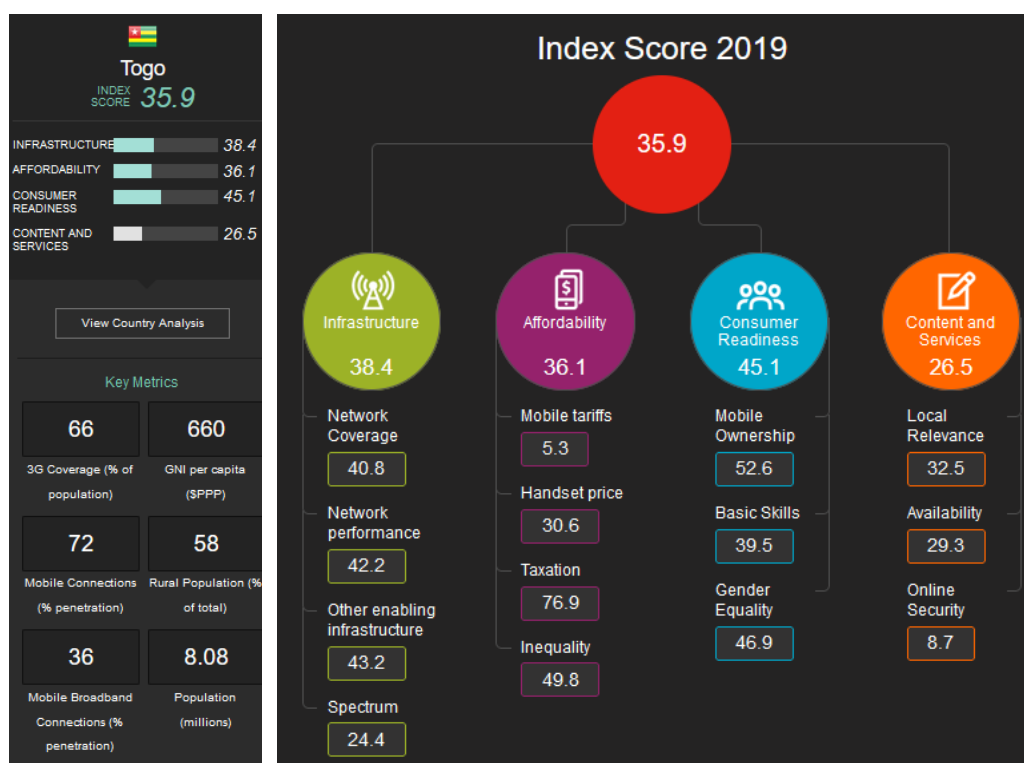 Togo
INDEX
SCORE 35.9
INFRASTRUCTURE 38.4
AFFORDABILITY 36.1
CONSUMER
READINESS 45.1
CONTENT AND
SERVICES 26.5
View Country Analysis
Key Metrics
66
3G Coverage (% of
population)
660
GNI per capita
($PPP)
72
Mobile Connections
(% penetration)
58
Rural Population (%
of total)
36
Mobile Broadband
Connections (%
penetration)
8.08
Population
(millions)
Index Score 2019
35.9
Infrastructure
38.4
Network
Coverage
40.8
Network
performance
42.2
Other enabling
infrastructure
43.2
Spectrum
24.4
$
Affordability
36.1
Mobile tariffs
5.3
Handset price
30.6
Taxation
76.9
Inequality
49.8
Consumer
Readiness
45.1
Mobile
Ownership
52.6
Basic Skills
39.5
Gender
Equality
46.9
Content and
Services
26.5
Local
Relevance
32.5
Availability
29.3
Online
Security
8.7